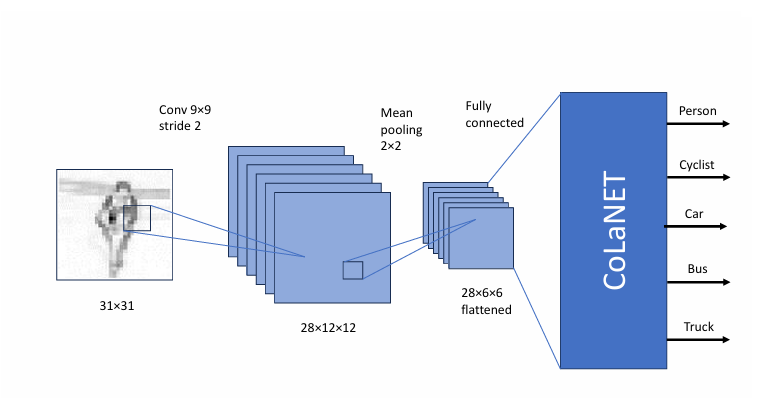 Conv 9×9
stride 2
Mean
pooling
2×2
Fully
connected
31×31
28×12×12
28×6×6
flattened
CoLaNET
Person
Cyclist
Car
Bus
Truck